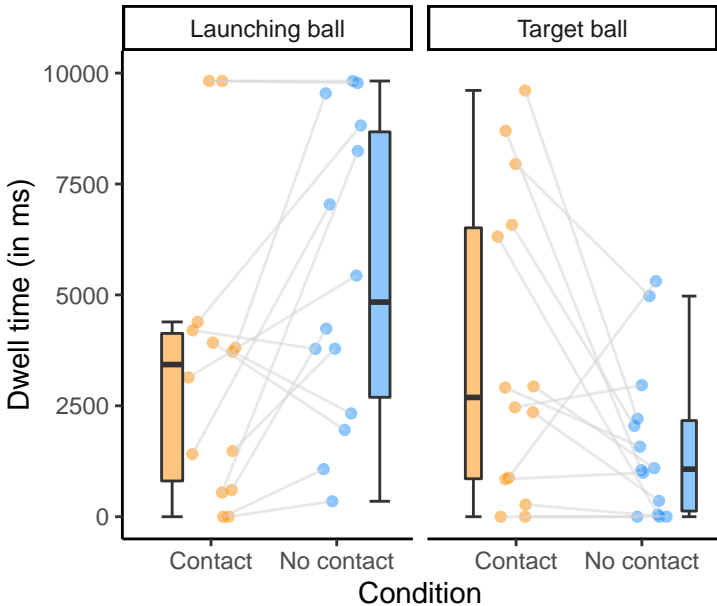 Launching ball
Target ball
Dwell time (in ms)
10000
7500
5000
2500
0
Contact
No contact
Contact
No contact
Condition